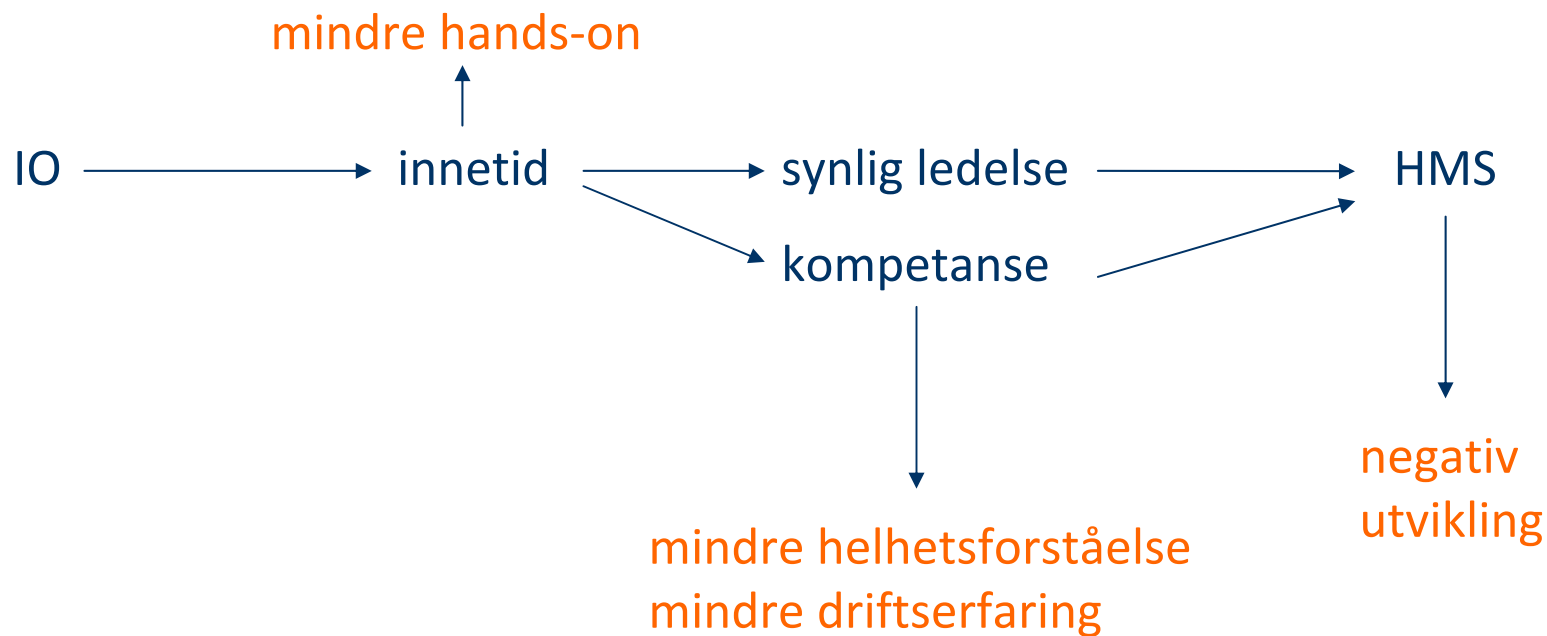 mindre hands-on
IO
innetid
synlig ledelse
HMS
kompetanse
negativ
utvikling
mindre helhetsforståelse
mindre driftserfaring